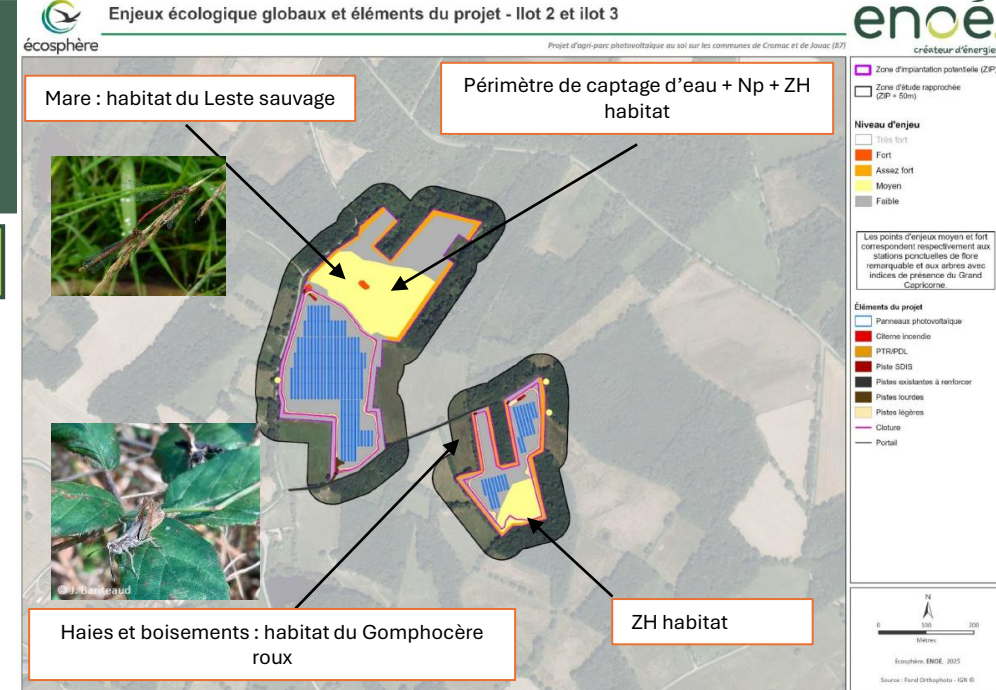 Enjeux écologique globaux et éléments du projet - Ilot 2 et ilot 3
écosphère
Projet d'agri-parc photovoltaïque au sol sur les communes de Cromac et de Jouac (87)
enoé.
créateur d'énergie
Mare : habitat du Leste sauvage
Périmètre de captage d'eau + Np + ZH
habitat
Zone d'implantation potentielle (ZIP)
Zone d'étude rapprochée
(ZIP + 50m)
Niveau d'enjeu
Très fort
Fort
Assez fort
Moyen
Faible
Les points d'enjeux moyen et fort
correspondent respectivement aux
stations ponctuelles de flore
remarquable et aux arbres avec
indices de présence du Grand
Capricorne.
Éléments du projet
Panneaux photovoltaïque
Citerne incendie
PTR/PDL
Piste SDIS
Pistes existantes à renforcer
Pistes lourdes
Pistes légères
Cloture
Portail
© J. Barileaud
Haies et boisements : habitat du Gomphocère
roux
ZH habitat
N
0 100 200
Mètres
Ecosphère, ENOE, 2025
Source : Fond Orthophoto - IGN ©